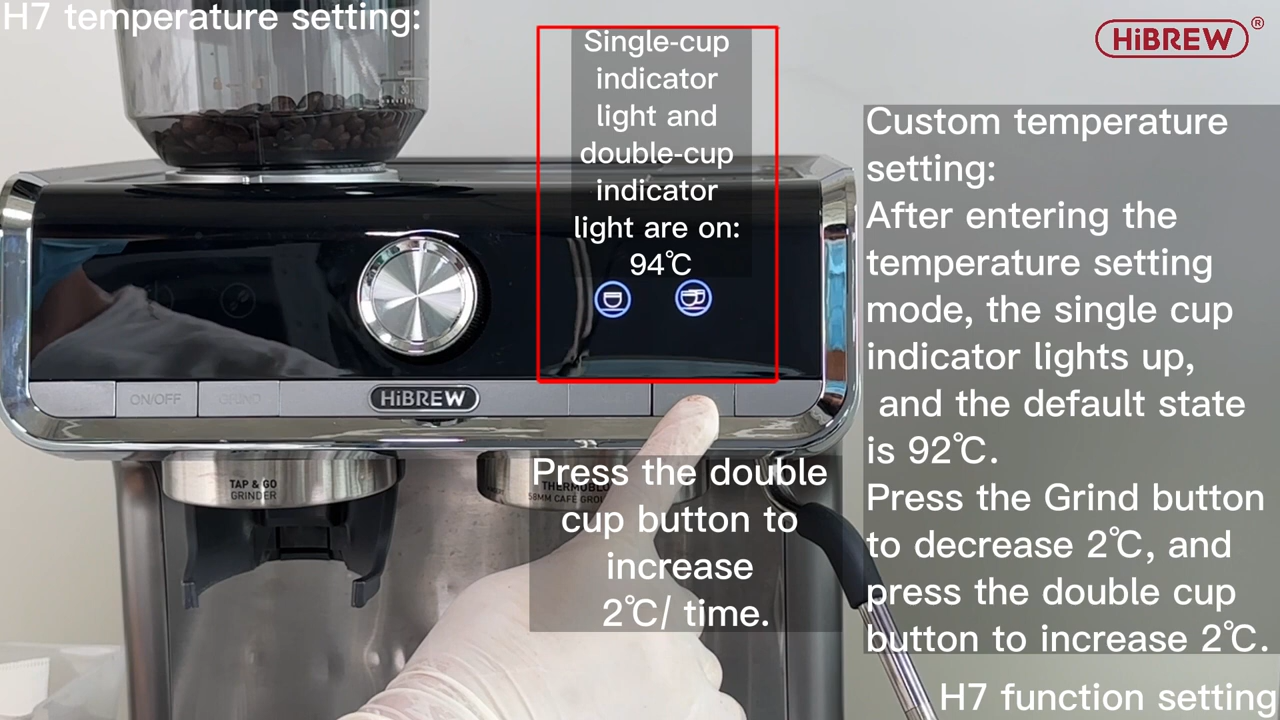 H7 temperature setting:
HiBREW®
Single-cup
indicator
light and
double-cup
indicator
light are on:
94℃
Custom temperature
setting:
After entering the
temperature setting
mode, the single cup
indicator lights up,
and the default state
is 92℃.
Press the Grind button
to decrease 2℃, and
press the double cup
button to increase 2℃.
ON/OFF
GRIND
HiBREW
TAP & GO
GRINDER
Press the double
cup button to
increase
2℃/ time.
H7 function setting